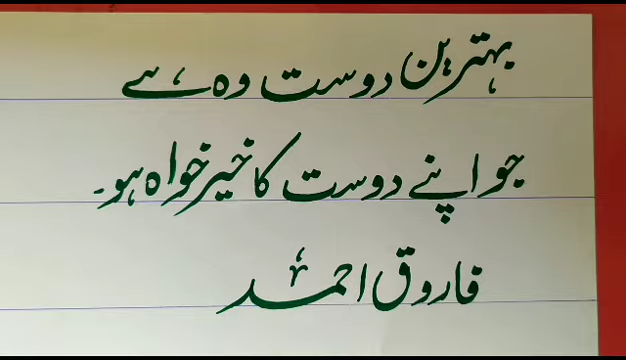 بہترین دوست وہ ہے
جو اپنے دوست کا خیر خواہ ہو۔
فاروق احمد